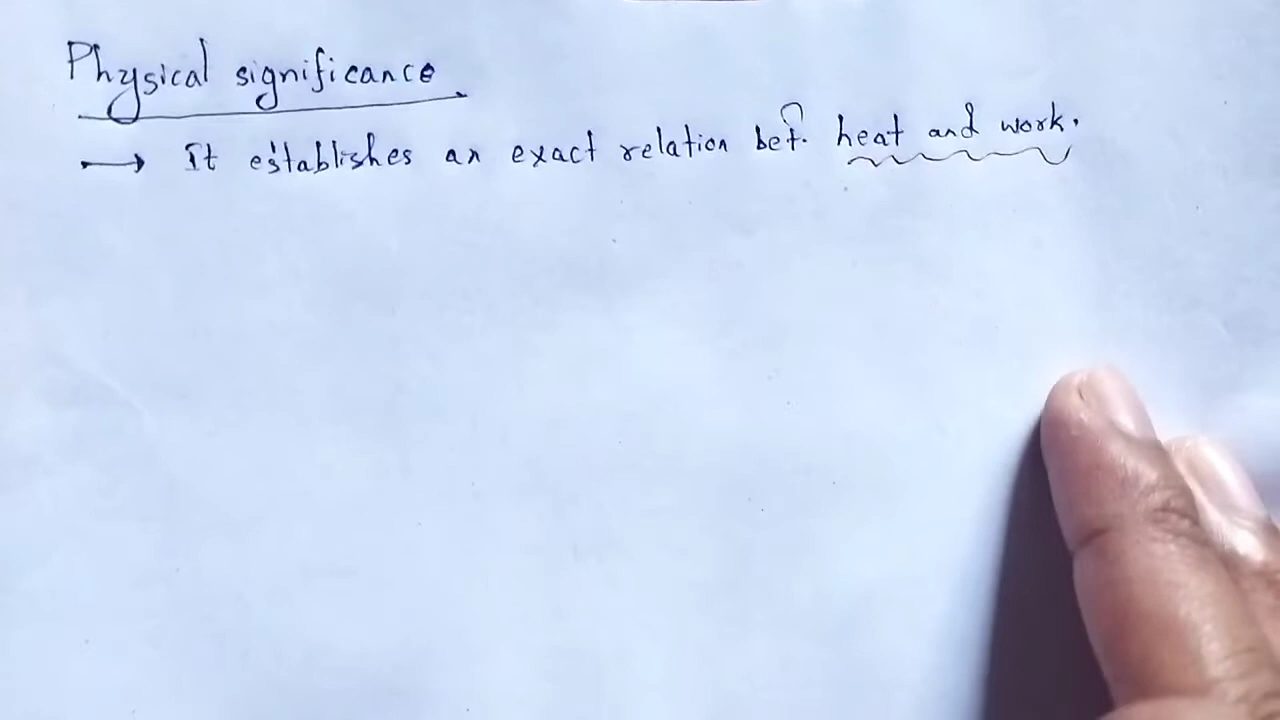 Physical significance
→ It establishes an exact relation bet. heat and work.